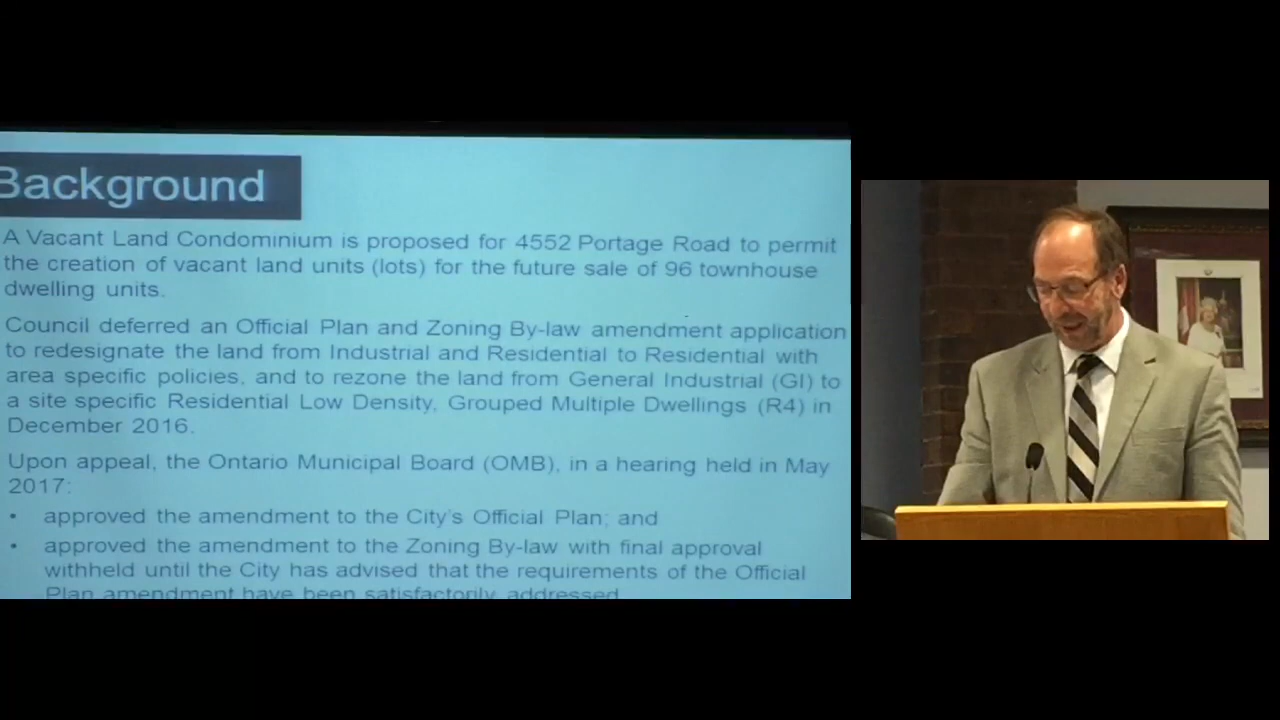 Background
A Vacant Land Condominium is proposed for 4552 Portage Road to permit
the creation of vacant land units (lots) for the future sale of 96 townhouse
dwelling units.
Council deferred an Official Plan and Zoning By-law amendment application
to redesignate the land from Industrial and Residential to Residential with
area specific policies, and to rezone the land from General Industrial (GI) to
a site specific Residential Low Density, Grouped Multiple Dwellings (R4) in
December 2016.
Upon appeal, the Ontario Municipal Board (OMB), in a hearing held in May
2017:
• approved the amendment to the City's Official Plan; and
• approved the amendment to the Zoning By-law with final approval
withheld until the City has advised that the requirements of the Official
Plan amendment have been satisfactorily addressed